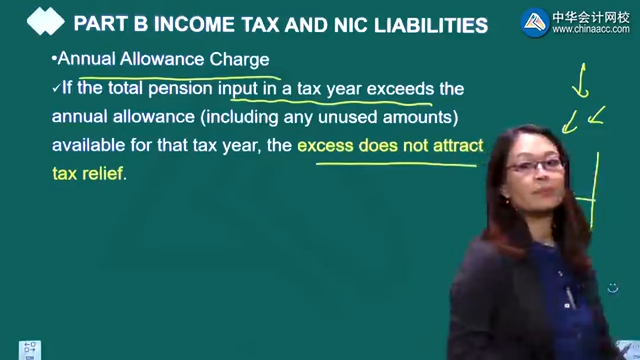 PART B INCOME TAX AND NIC LIABILITIES
中华会计网校
www.chinaacc.com
•Annual Allowance Charge
✓If the total pension input in a tax year exceeds the
annual allowance (including any unused amounts)
available for that tax year, the excess does not attract
tax relief.